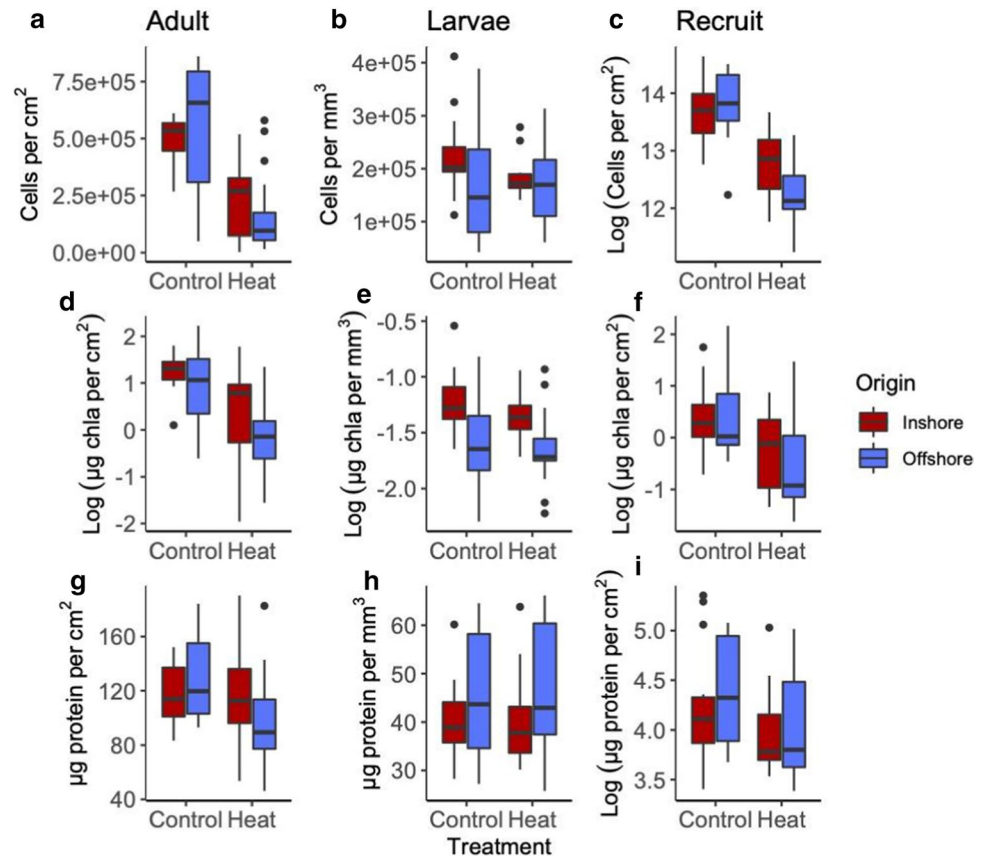 a Adult b Larvae c Recruit
Cells per cm2
7.5e+05
5.0e+05
2.5e+05
0.0e+00
Control Heat
Cells per mm3
4e+05
3e+05
2e+05
1e+05
Control Heat
Log (Cells per cm2)
14
13
12
Control Heat
d
Log (µg chla per cm2)
2
1
0
-1
-2
Control Heat
e
Log (µg chla per mm3)
-0.5
-1.0
-1.5
-2.0
Control Heat
f
Log (µg chla per cm2)
1
0
-1
Control Heat
Origin
Inshore
Offshore
g
µg protein per cm2
160
120
80
40
Control Heat
h
µg protein per mm3
60
50
40
30
Control Heat
Treatment
i
Log (µg protein per cm2)
5.0
4.5
4.0
3.5
Control Heat